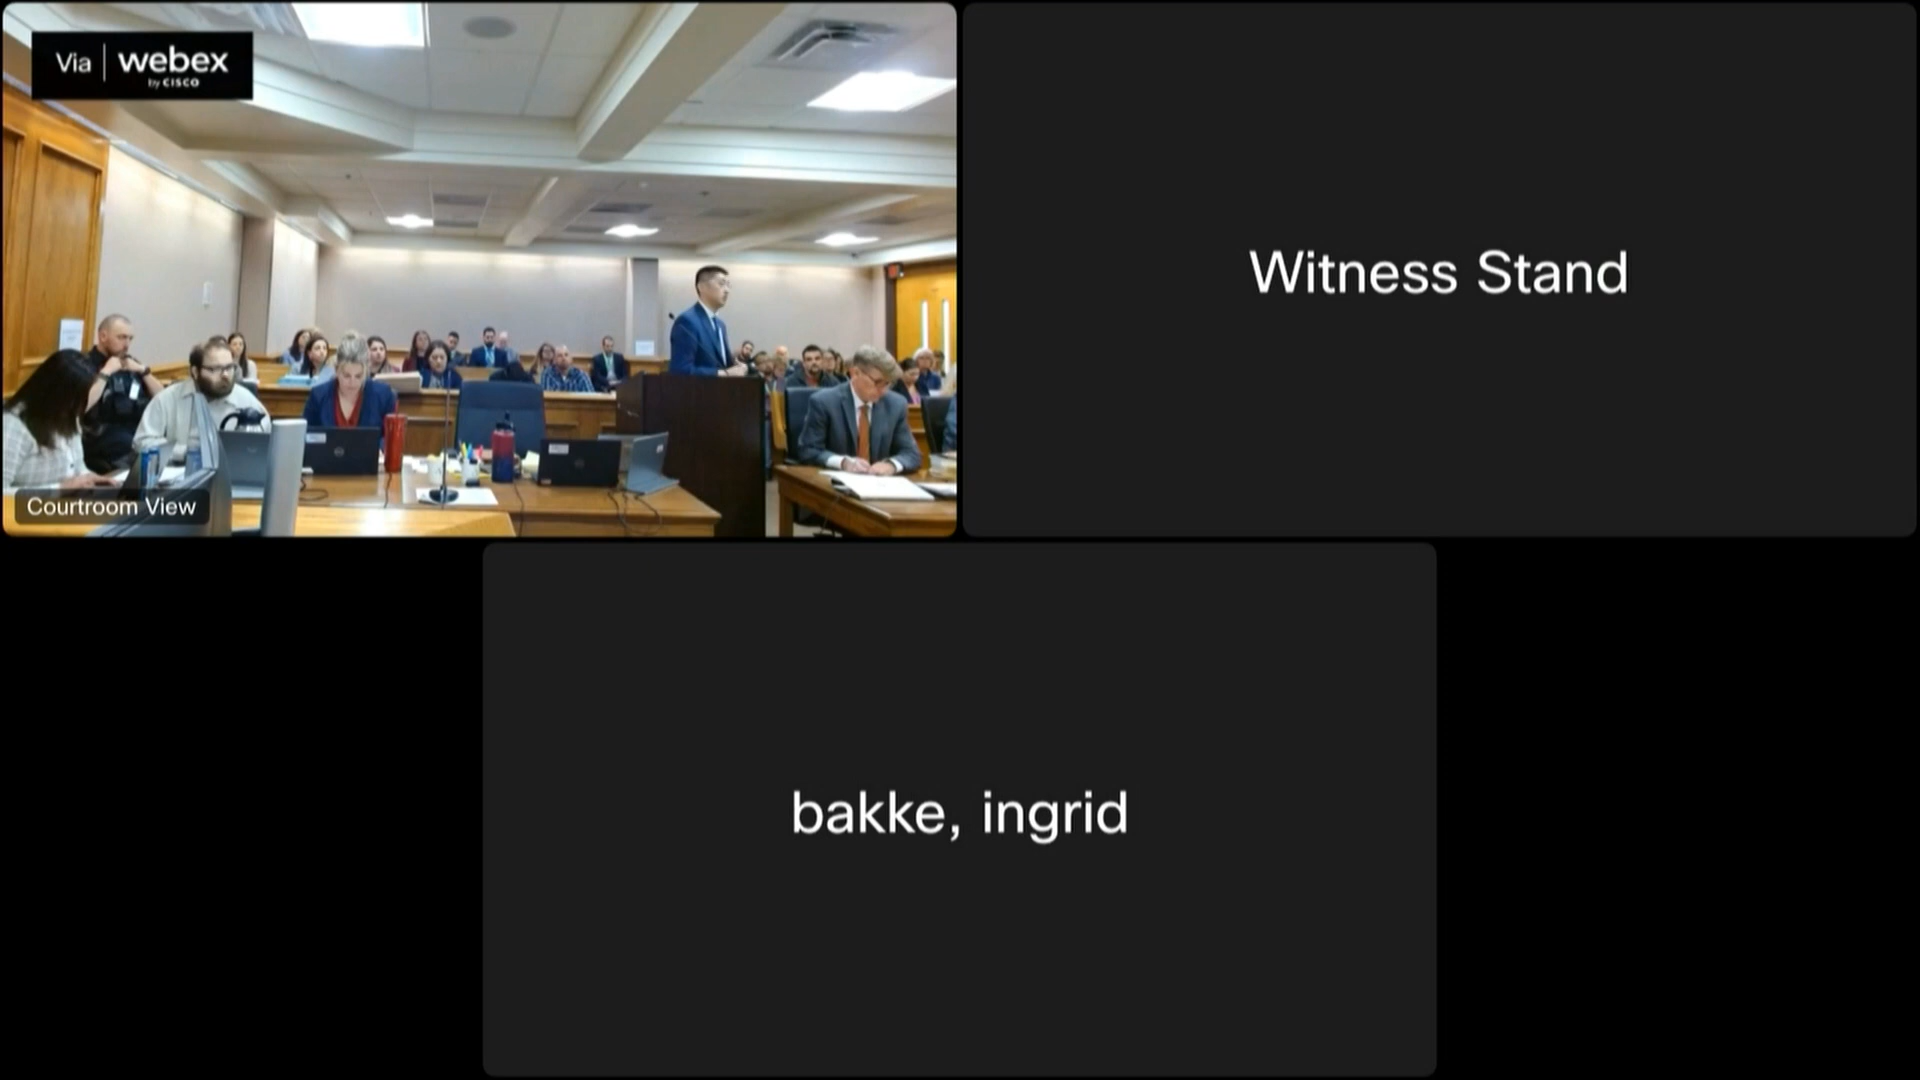 Via webex
by CISCO
Courtroom View
Witness Stand
bakke, ingrid